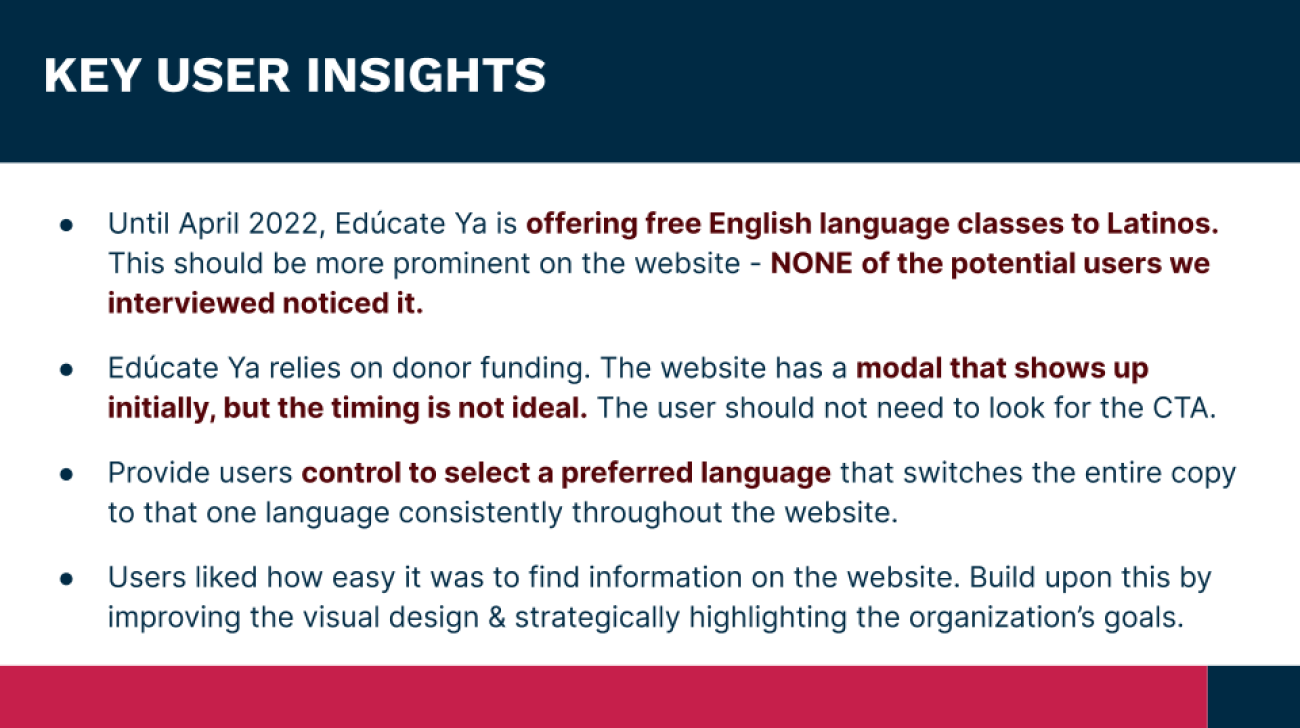 KEY USER INSIGHTS
● Until April 2022, Edúcate Ya is offering free English language classes to Latinos.
This should be more prominent on the website - NONE of the potential users we
interviewed noticed it.
● Edúcate Ya relies on donor funding. The website has a modal that shows up
initially, but the timing is not ideal. The user should not need to look for the CTA.
● Provide users control to select a preferred language that switches the entire copy
to that one language consistently throughout the website.
● Users liked how easy it was to find information on the website. Build upon this by
improving the visual design & strategically highlighting the organization’s goals.